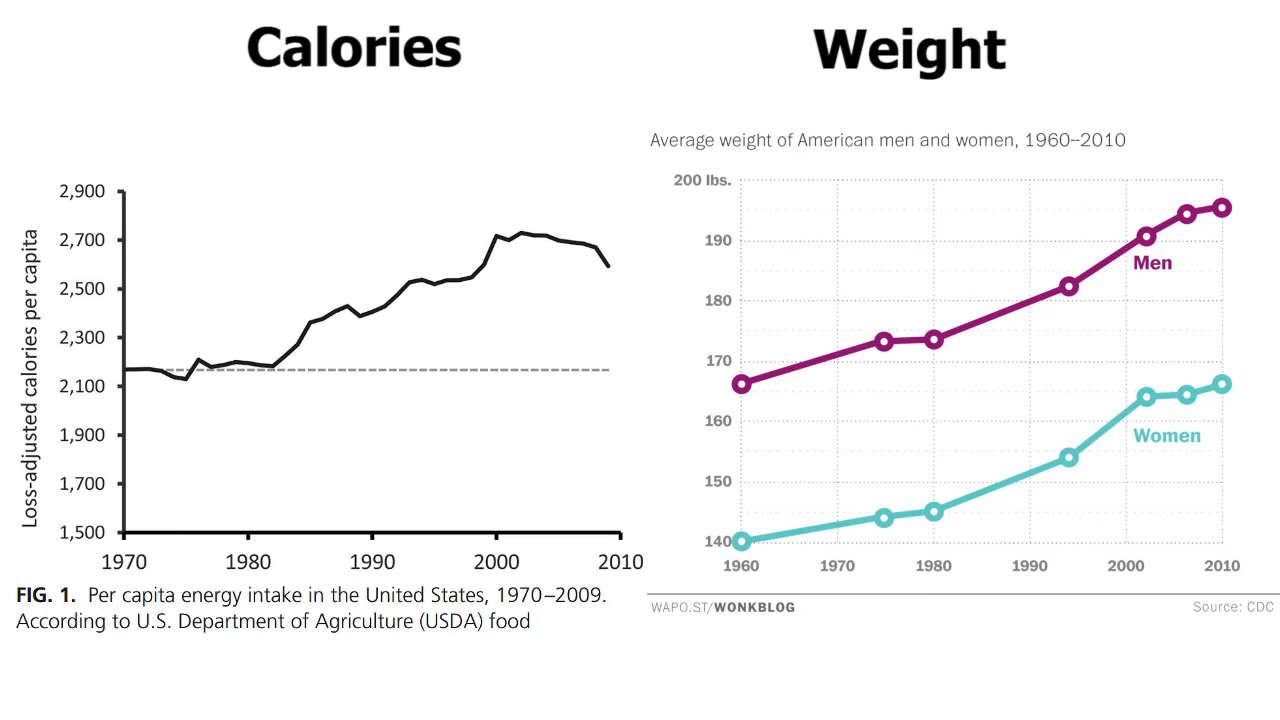 Calories
Weight
Average weight of American men and women, 1960–2010
Loss-adjusted calories per capita
2,900
2,700
2,500
2,300
2,100
1,900
1,700
1,500
1970
1980
1990
2000
2010
FIG. 1. Per capita energy intake in the United States, 1970–2009.
According to U.S. Department of Agriculture (USDA) food
200 lbs.
190
180
170
160
150
140
Men
Women
1960
1970
1980
1990
2000
2010
WAPO.ST/WONKBLOG
Source: CDC